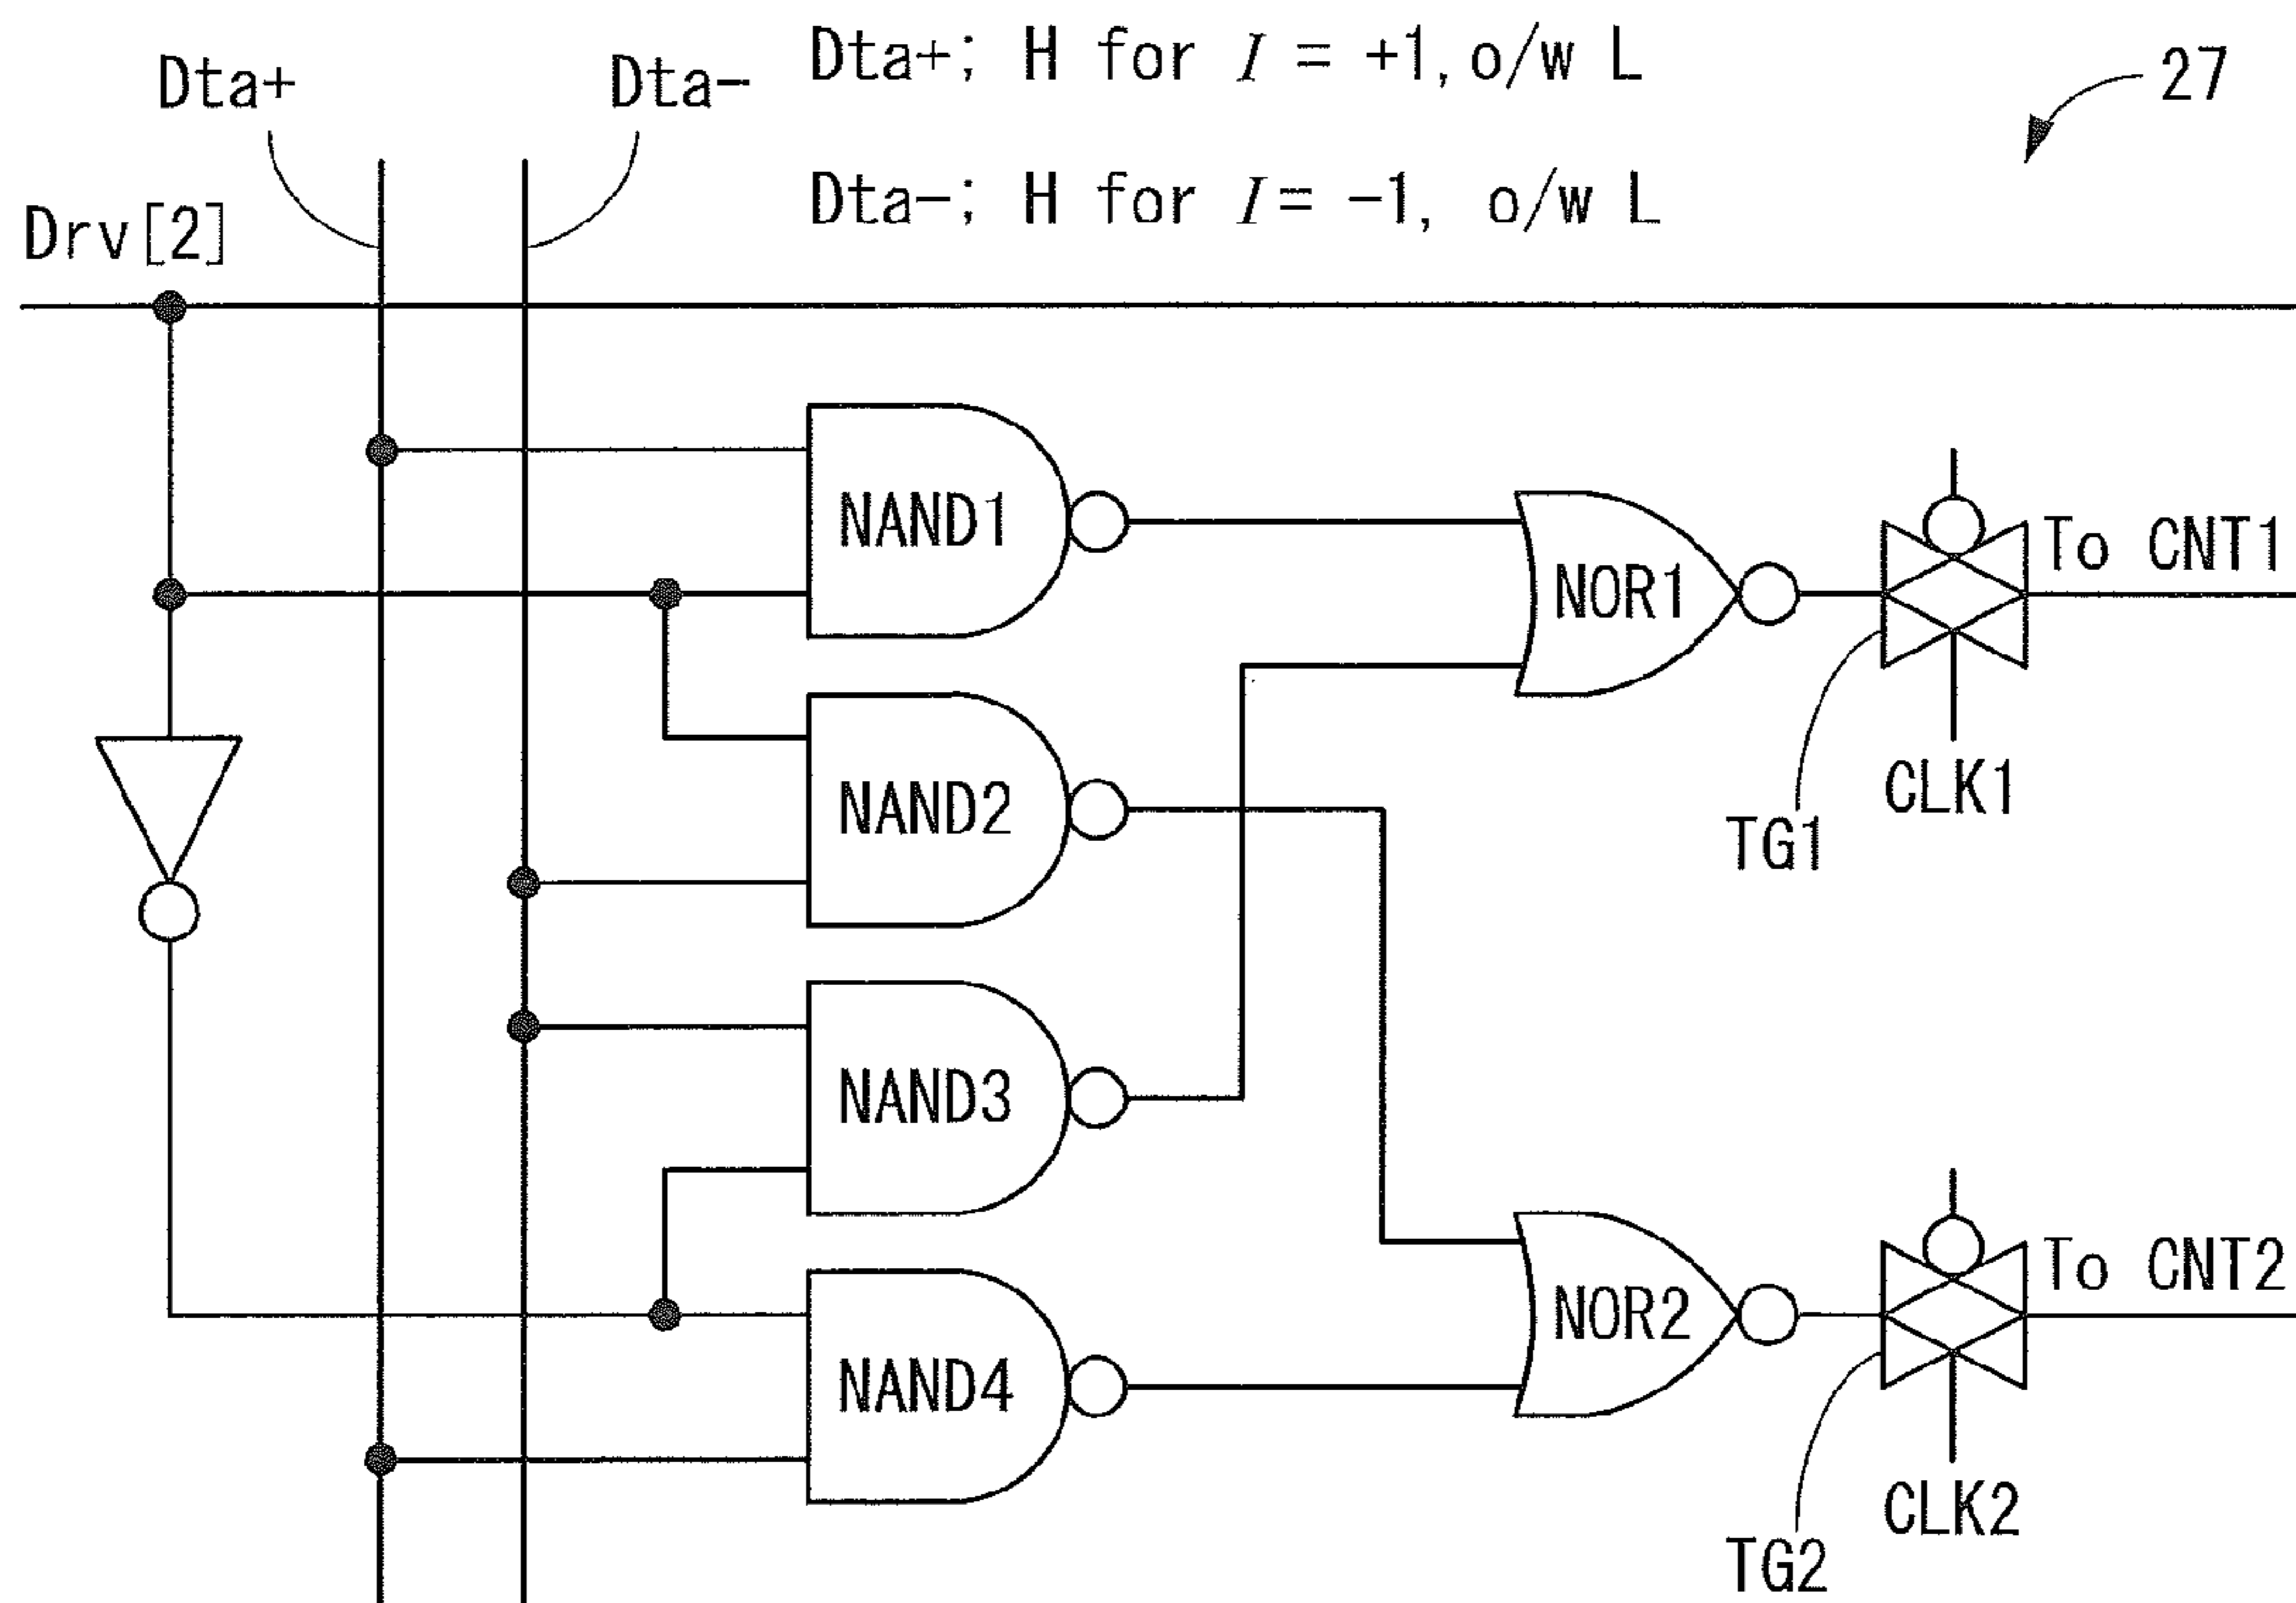 Dta+; H for I = +1, o/w L
27
Dta+
Dta-
Dta-; H for I = -1, o/w L
Drv[2]
NAND1
NOR1
To CNT1
NAND2
CLK1
TG1
NAND3
To CNT2
NOR2
NAND4
CLK2
TG2